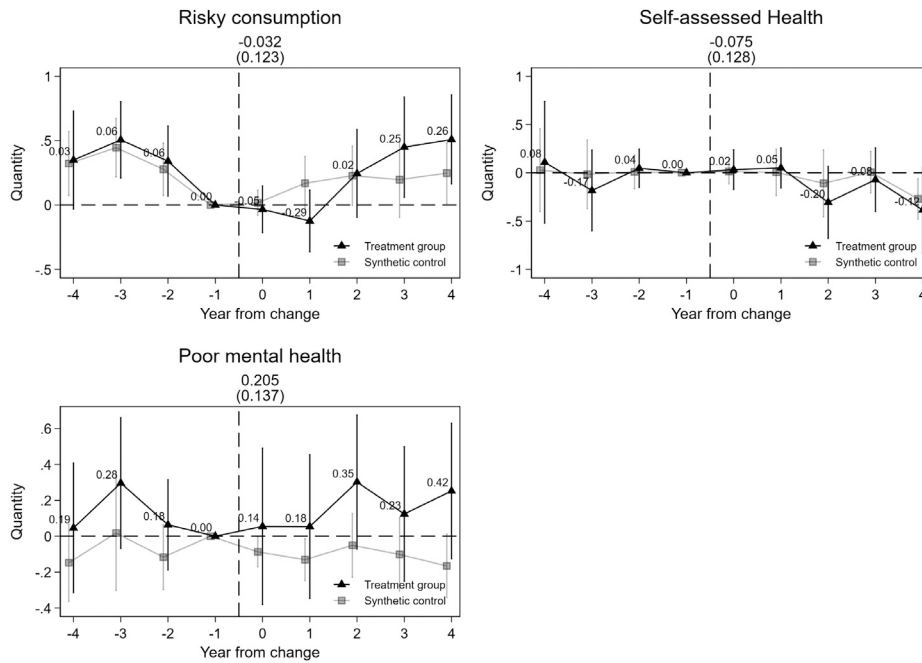 Risky consumption
-0.032
(0.123)
Quantity
1
.5
0
-.5
0.03
0.06
0.06
0.00
-0.05
-0.29
0.02
0.25
0.26
Treatment group
Synthetic control
-4 -3 -2 -1 0 1 2 3 4
Year from change
Self-assessed Health
-0.075
(0.128)
Quantity
1
.5
0
-.5
-1
0.08
-0.17
0.04
0.00
0.02
0.05
-0.20
-0.08
-0.12
Treatment group
Synthetic control
-4 -3 -2 -1 0 1 2 3 4
Year from change
Poor mental health
0.205
(0.137)
Quantity
.6
.4
.2
0
-.2
-.4
0.19
0.28
0.18
0.00
0.14
0.18
0.35
0.23
0.42
Treatment group
Synthetic control
-4 -3 -2 -1 0 1 2 3 4
Year from change